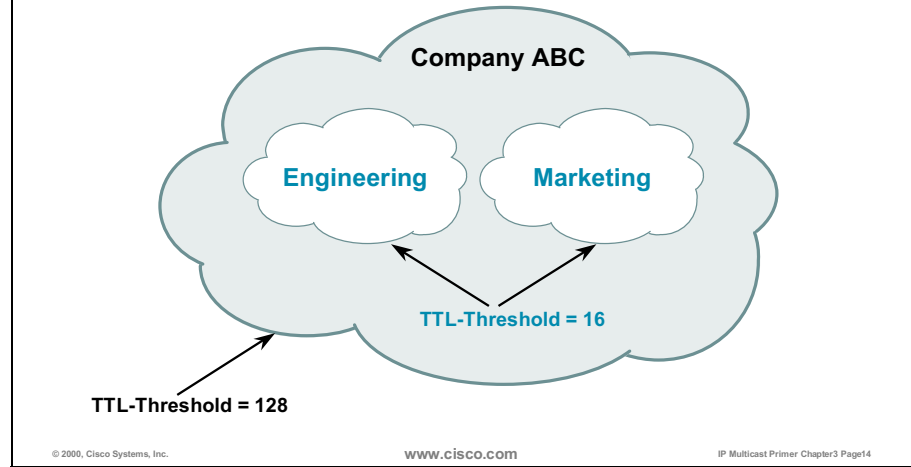 Company ABC
Engineering
Marketing
TTL-Threshold = 16
TTL-Threshold = 128
© 2000, Cisco Systems, Inc.
www.cisco.com
IP Multicast Primer Chapter3 Page14